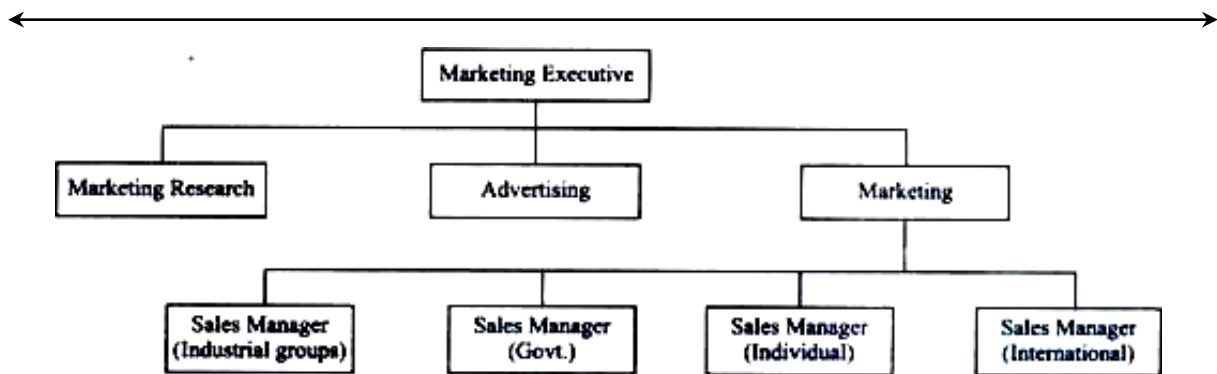 Marketing Executive
Marketing Research
Advertising
Marketing
Sales Manager
(Industrial groups)
Sales Manager
(Govt.)
Sales Manager
(Individual)
Sales Manager
(International)